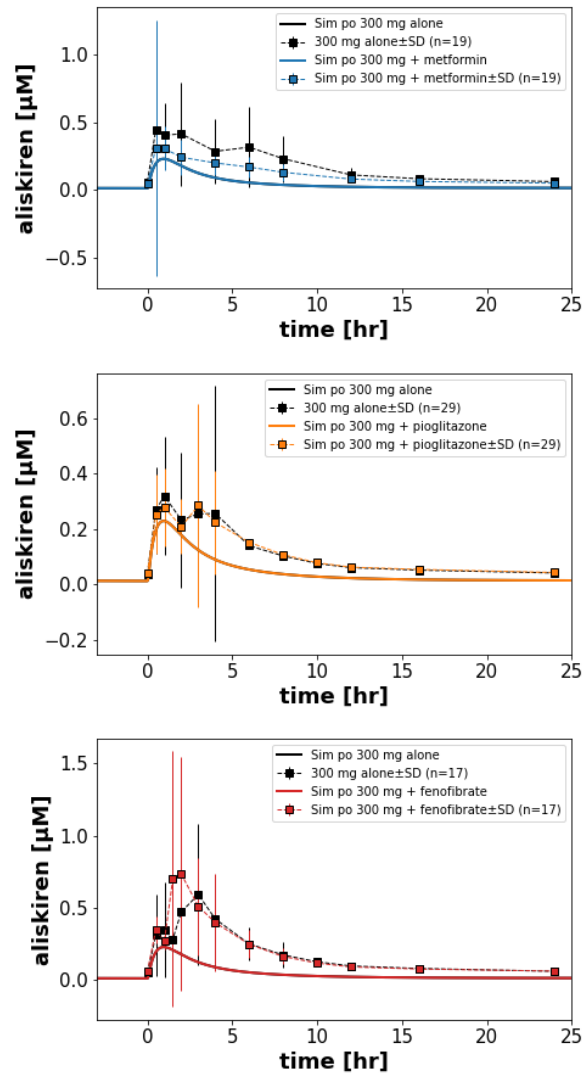 Sim po 300 mg alone
300 mg alone±SD (n=19)
Sim po 300 mg + metformin
Sim po 300 mg + metformin±SD (n=19)
1.0
0.5
0.0
−0.5
aliskiren [µM]
0 5 10 15 20 25
time [hr]
Sim po 300 mg alone
300 mg alone±SD (n=29)
Sim po 300 mg + pioglitazone
Sim po 300 mg + pioglitazone±SD (n=29)
0.6
0.4
0.2
0.0
−0.2
aliskiren [µM]
0 5 10 15 20 25
time [hr]
Sim po 300 mg alone
300 mg alone±SD (n=17)
Sim po 300 mg + fenofibrate
Sim po 300 mg + fenofibrate±SD (n=17)
1.5
1.0
0.5
0.0
aliskiren [µM]
0 5 10 15 20 25
time [hr]